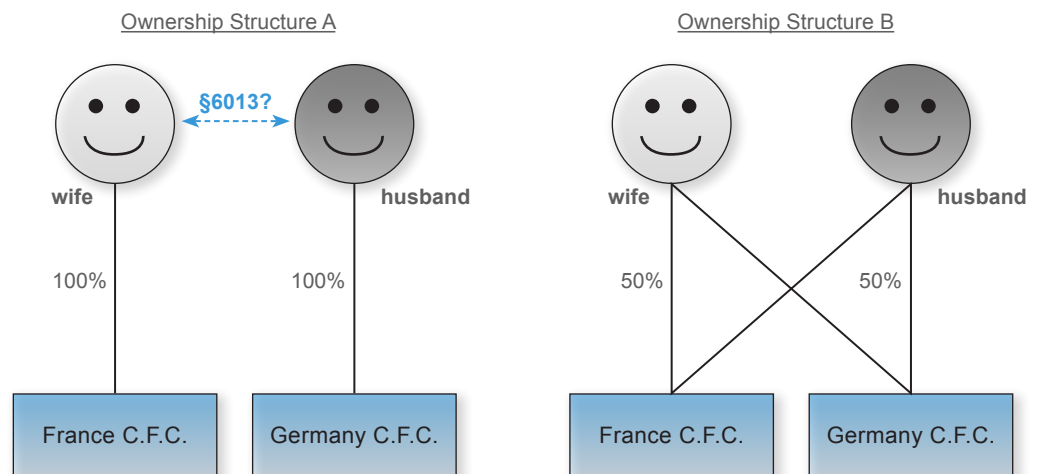 Ownership Structure A
§6013?
wife
husband
100%
100%
France C.F.C.
Germany C.F.C.
Ownership Structure B
wife
husband
50%
50%
France C.F.C.
Germany C.F.C.